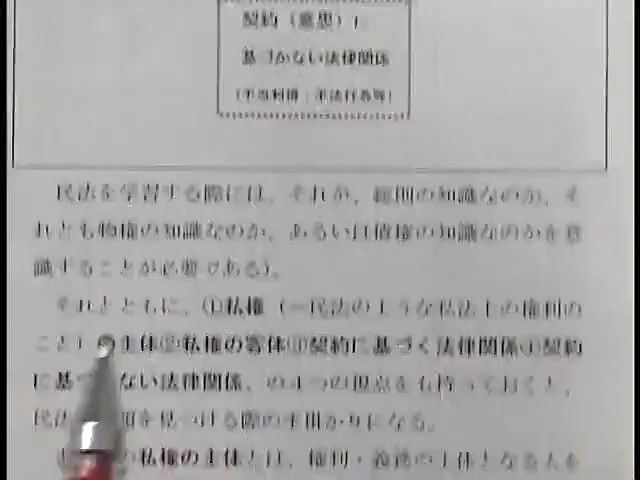 契約（意思）に
基づかない法律関係
（不当利得・不法行為等）
民法を学習する際には、それが、総則の知識なのか、そ
れとも物権の知識なのか、あるいは債権の知識なのかを意
識することが必要である)。
それとともに、①私権（＝民法のような私法上の権利の
こと)の主体②私権の客体③契約に基づく法律関係④契約
に基づかない法律関係、の４つの視点を右持っておくと、
民法 を見つける際の手掛かりになる。
の私権の主体とは、権利・義務の主体となる人を